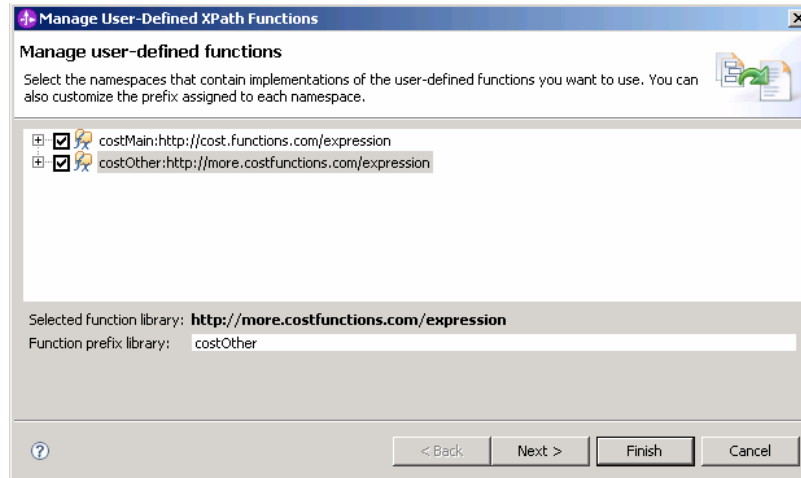 Manage User-Defined XPath Functions
Manage user-defined functions
Select the namespaces that contain implementations of the user-defined functions you want to use. You can
also customize the prefix assigned to each namespace.
costMain:http://cost.functions.com/expression
costOther:http://more.costfunctions.com/expression
Selected function library: http://more.costfunctions.com/expression
Function prefix library: costOther
< Back Next > Finish Cancel